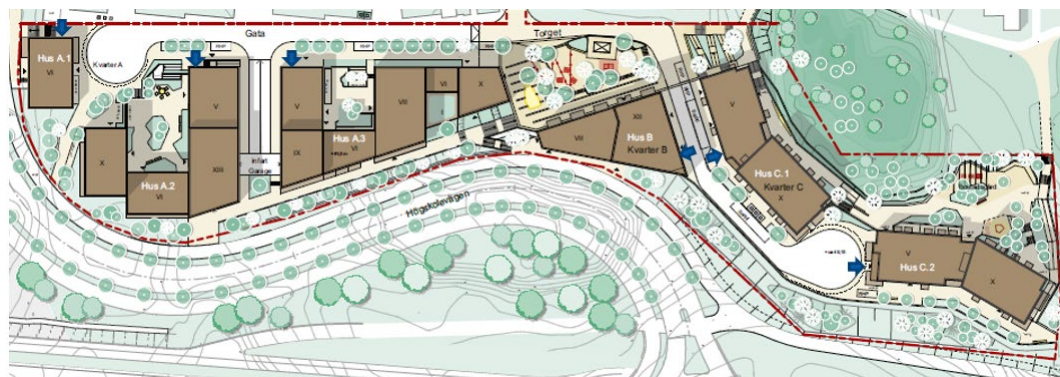 Gata
Torget
Hus A.1
VI
Kvarter A
V
V
VIII
VI
X
XII
V
X
IX
Hus A.3
VI
VIII
Hus B
Kvarter B
Hus C.1
Kvarter C
X
Infart
Garage
Hus A.2
VI
XIII
Högskolevägen
V
Hus C.2
X